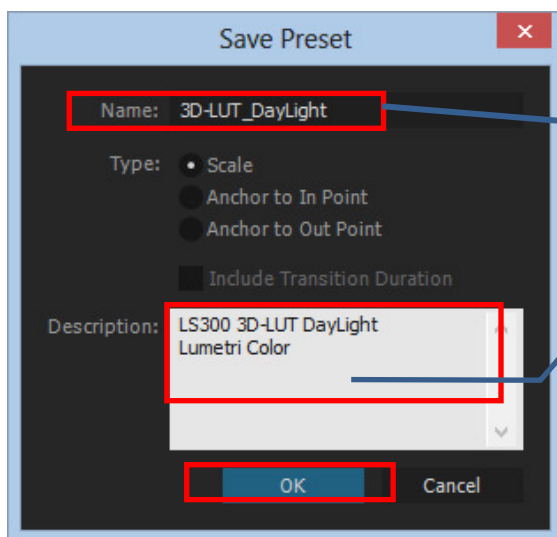 Save Preset
Name: 3D-LUT_DayLight
Type: Scale
Anchor to In Point
Anchor to Out Point
Include Transition Duration
Description: LS300 3D-LUT DayLight
Lumetri Color
OK Cancel